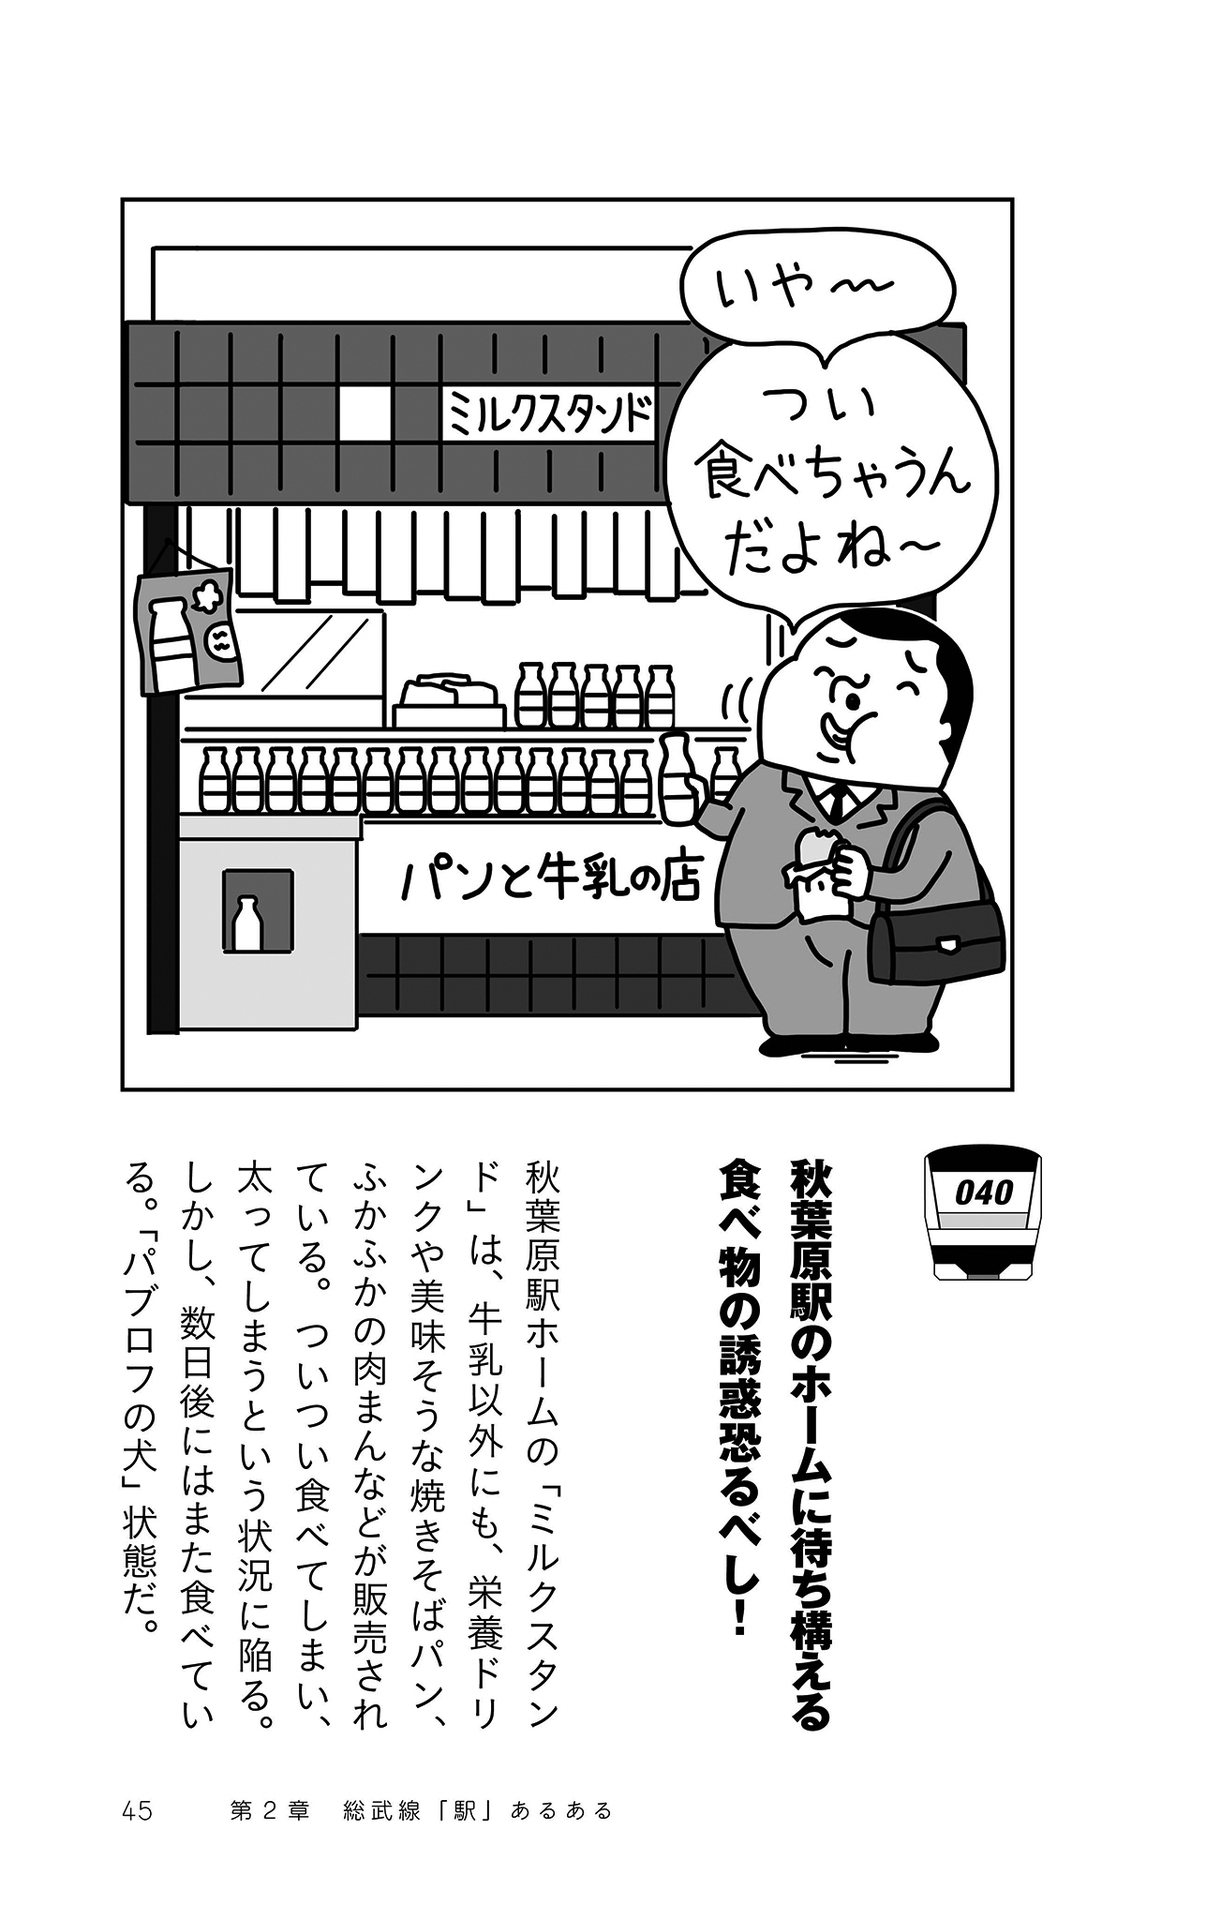 いや〜
つい
食べちゃうん
だよね〜
ミルクスタンド
パンと牛乳の店
040
秋葉原駅のホームに待ち構える
食べ物の誘惑恐るべし！
秋葉原駅ホームの「ミルクスタン
ド」は、牛乳以外にも、栄養ドリ
ンクや美味そうな焼きそばパン、
ふかふかの肉まんなどが販売され
ている。ついつい食べてしまい、
太ってしまうという状況に陥る。
しかし、数日後にはまた食べてい
る。「パブロフの犬」状態だ。
45　第２章　総武線「駅」あるある